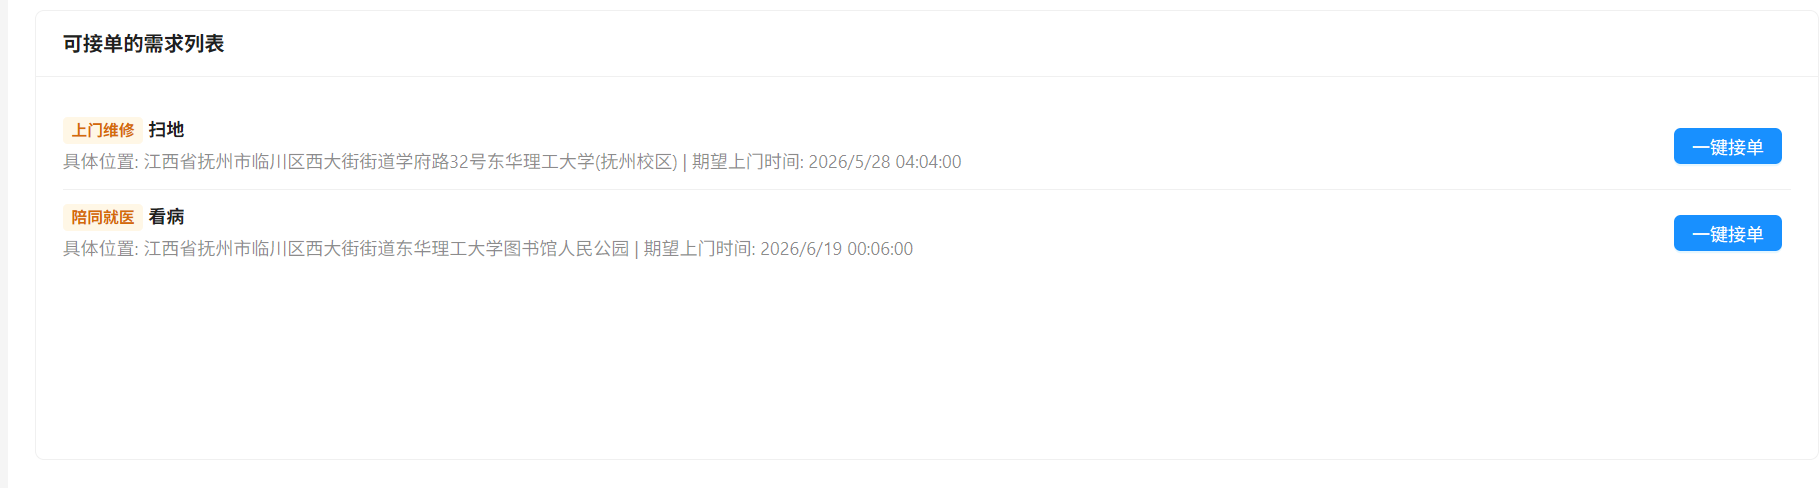 可接单的需求列表
上门维修 扫地
具体位置: 江西省抚州市临川区西大街街道学府路32号东华理工大学(抚州校区) | 期望上门时间: 2026/5/28 04:04:00
一键接单
陪同就医 看病
具体位置: 江西省抚州市临川区西大街街道东华理工大学图书馆人民公园 | 期望上门时间: 2026/6/19 00:06:00
一键接单